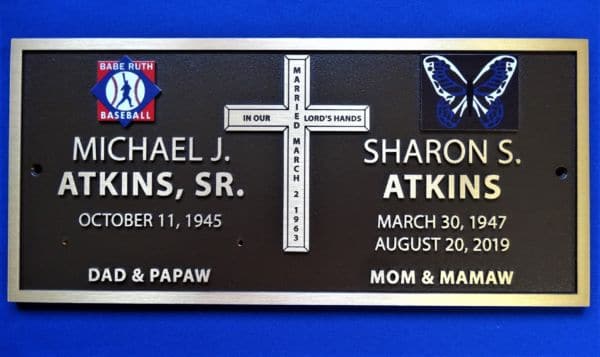 BABE RUTH
BASEBALL
MICHAEL J.
ATKINS, SR.
OCTOBER 11, 1945
DAD & PAPAW
IN OUR LORD'S HANDS
MARRIED MARCH 2 1963
SHARON S.
ATKINS
MARCH 30, 1947
AUGUST 20, 2019
MOM & MAMAW